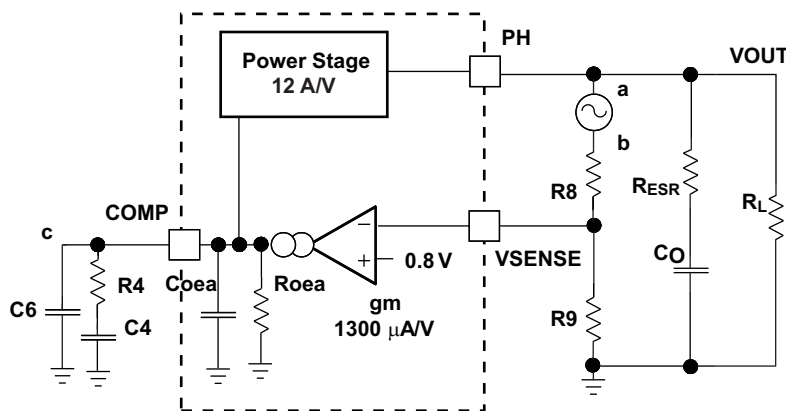 PH
VOUT
Power Stage
12 A/V
a
b
R8
RESR
RL
COMP
c
0.8 V
VSENSE
Coea
Roea
R4
CO
C6
C4
gm
1300 μA/V
R9
− 
+